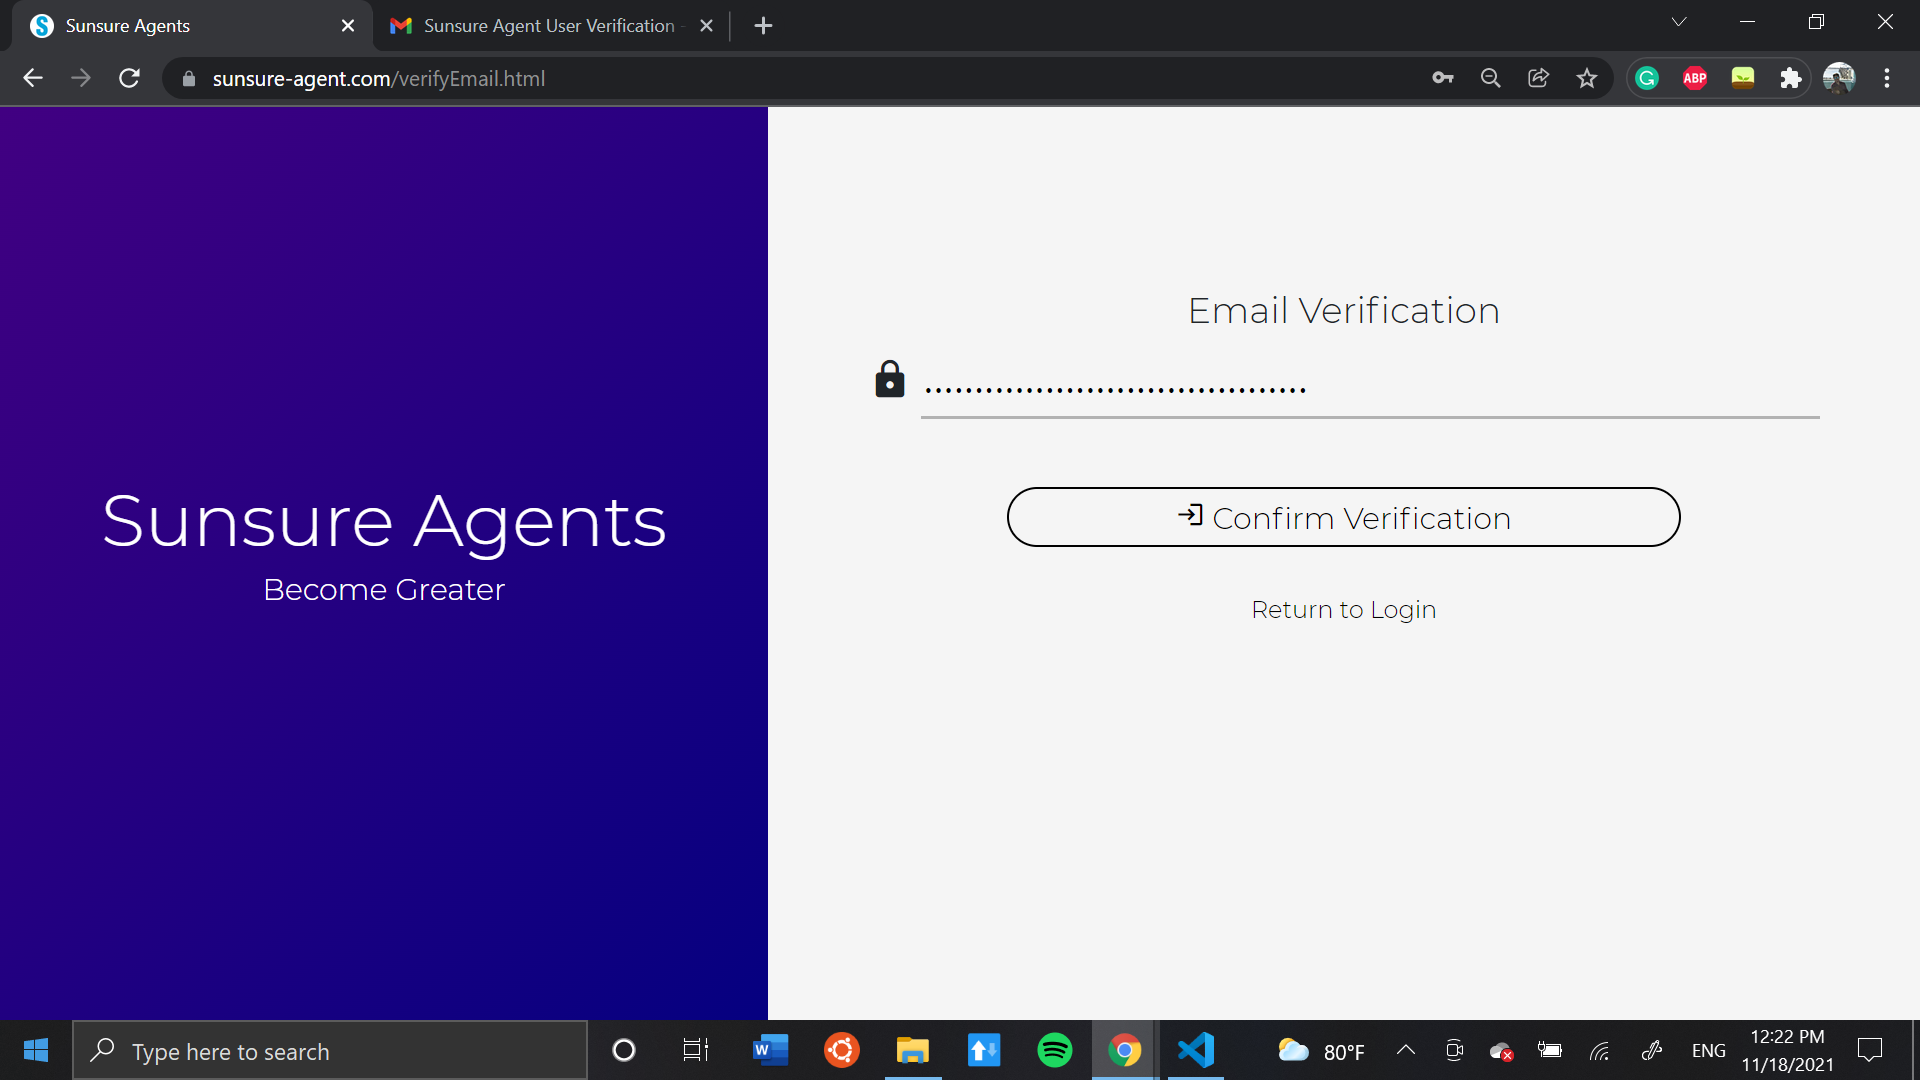 Sunsure Agents
Sunsure Agent User Verification -
sunsure-agent.com/verifyEmail.html
ABP
Email Verification
••••••••••••••••••••••••••••••••••••••
Confirm Verification
Return to Login
Sunsure Agents
Become Greater
Type here to search
W
80°F
ENG
12:22 PM
11/18/2021